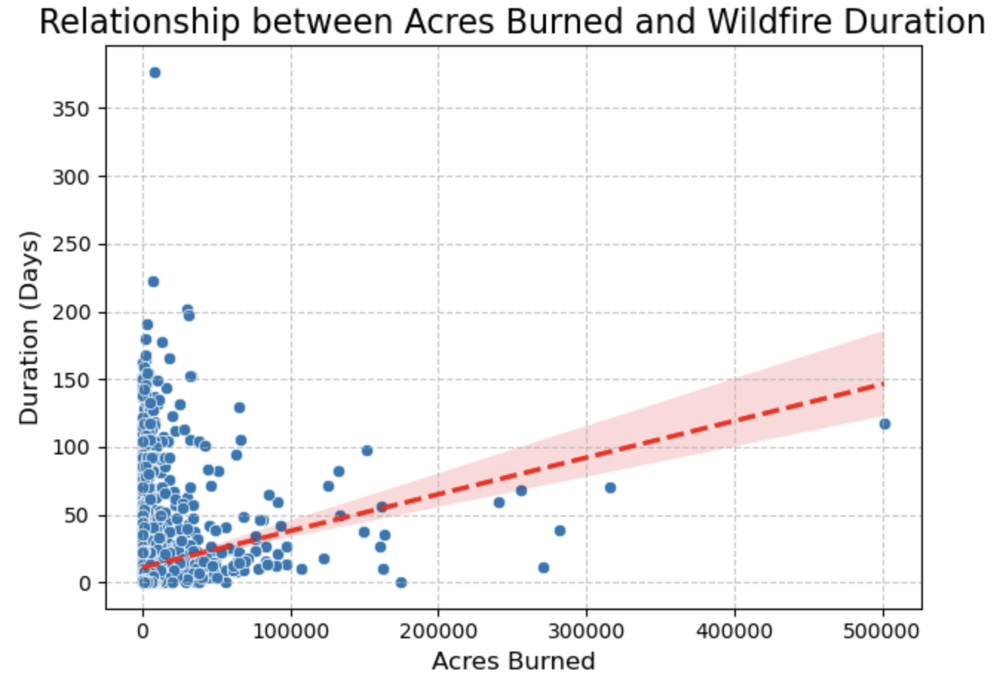 Relationship between Acres Burned and Wildfire Duration
350
300
250
200
150
100
50
0
Duration (Days)
0 100000 200000 300000 400000 500000
Acres Burned